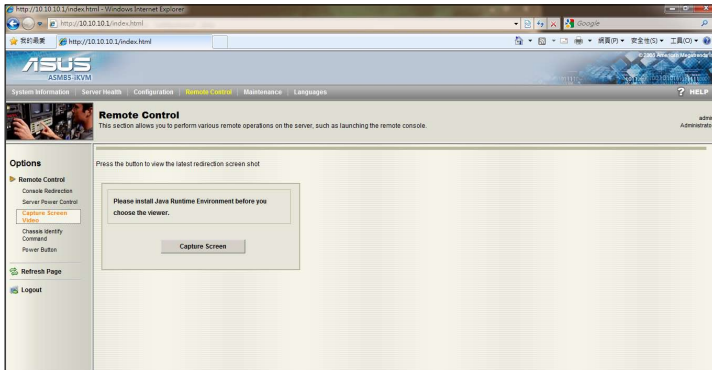 http://10.10.10.1/index.html - Windows Internet Explorer
http://10.10.10.1/index.html
Google
我的最愛
http://10.10.10.1/index.html
網頁(P)
安全性(S)
工具(O)
ASUS
ASMB5-iKVM
System Information
Server Health
Configuration
Remote Control
Maintenance
Languages
? HELP
Remote Control
This section allows you to perform various remote operations on the server, such as launching the remote console.
Options
Press the button to view the latest redirection screen shot
Remote Control
Console Redirection
Server Power Control
Capture Screen
Video
Chassis Identify
Command
Power Button
Please install Java Runtime Environment before you
choose the viewer.
Capture Screen
Refresh Page
Logout